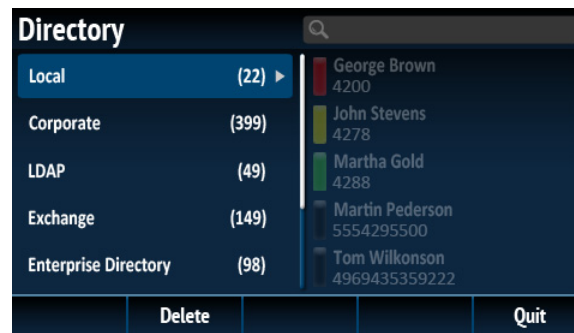 Directory
Local (22)
Corporate (399)
LDAP (49)
Exchange (149)
Enterprise Directory (98)
George Brown
4200
John Stevens
4278
Martha Gold
4288
Martin Pederson
5554295500
Tom Wilkonson
4969435359222
Delete Quit